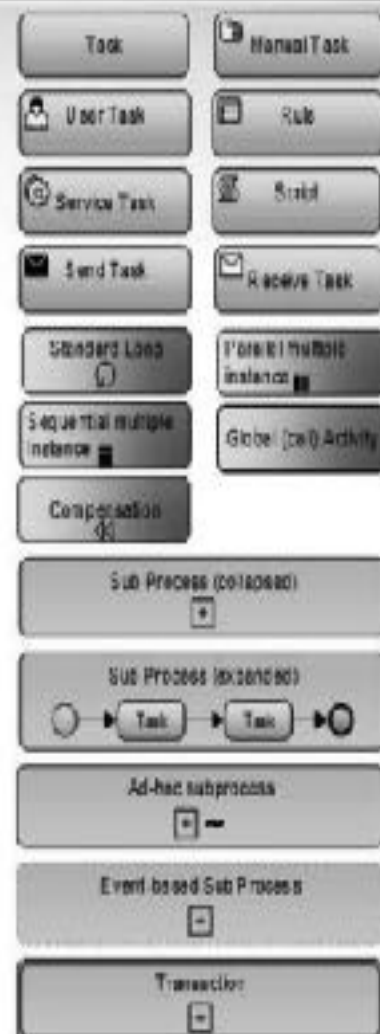 Task
Manual Task
User Task
Rule
Service Task
Script
Send Task
Receive Task
Standard Loop
Parallel multiple
instance
Sequential multiple
instance
Global (call) Activity
Compensation
Sub Process (collapsed)
Sub Process (expanded)
Task
Task
Ad-hoc subprocess
Event-based Sub Process
Transaction